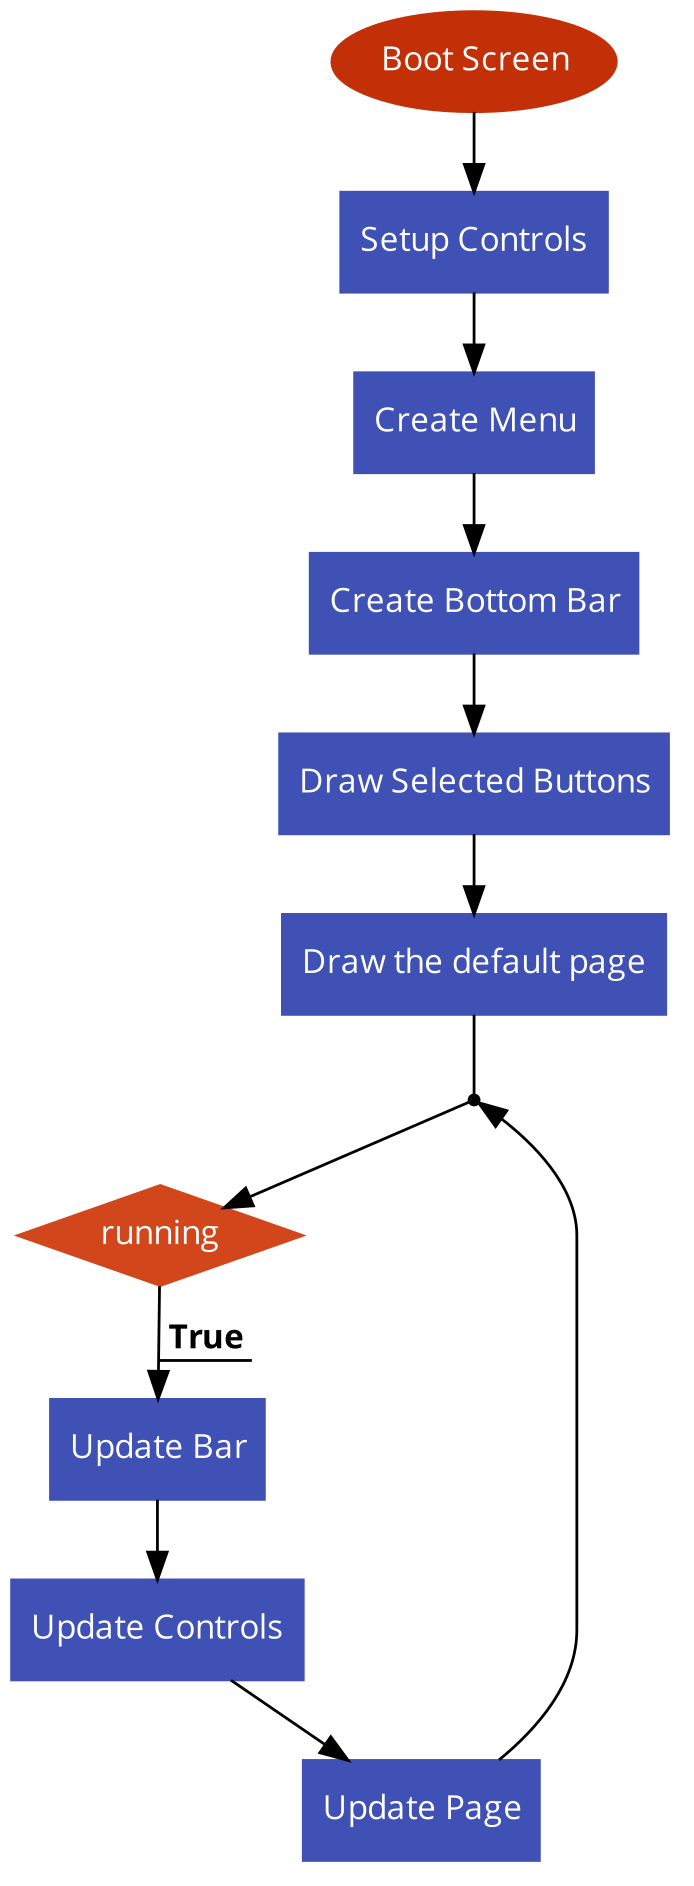 Boot Screen
Setup Controls
Create Menu
Create Bottom Bar
Draw Selected Buttons
Draw the default page
running
True
Update Bar
Update Controls
Update Page